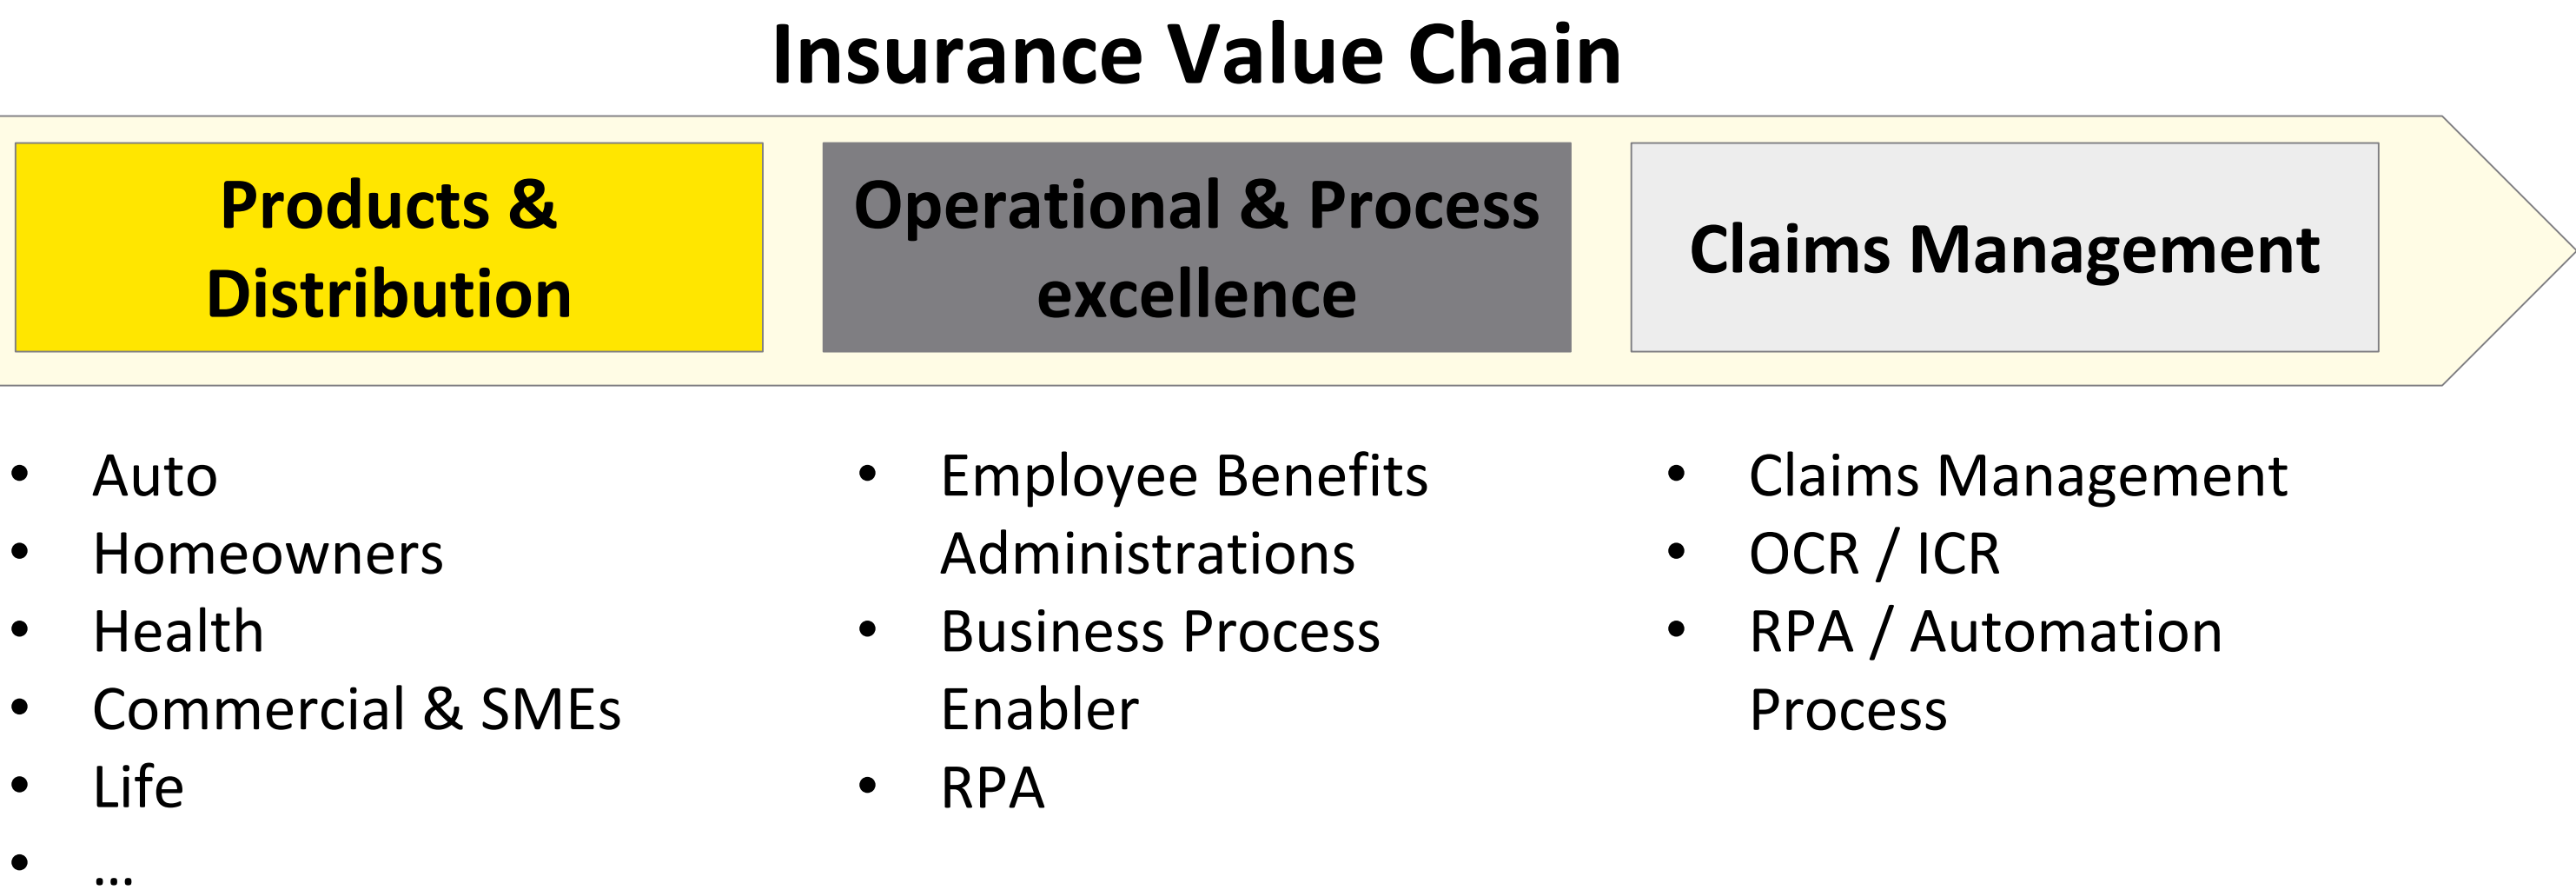 Insurance Value Chain
Products &
Distribution
Operational & Process
excellence
Claims Management
• Auto
• Homeowners
• Health
• Commercial & SMEs
• Life
• ...
• Employee Benefits
Administrations
• Business Process
Enabler
• RPA
• Claims Management
• OCR / ICR
• RPA / Automation
Process